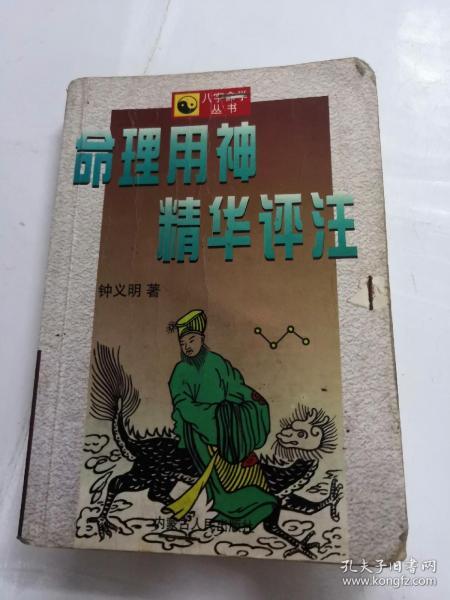 八字命学
丛书
命理用神
精华评注
钟义明 著
内蒙古人民出版社
孔夫子旧书网
www.kongfz.com